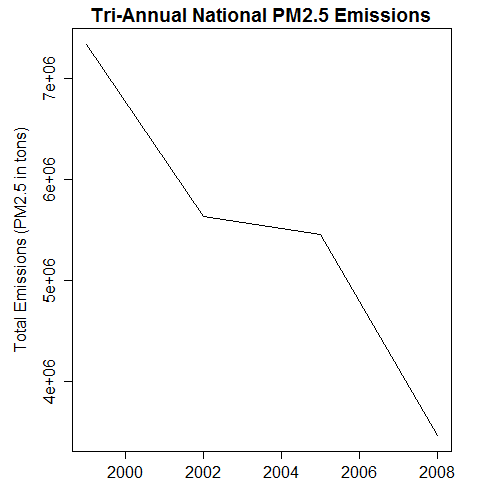 Tri-Annual National PM2.5 Emissions
Total Emissions (PM2.5 in tons)
7e+06
6e+06
5e+06
4e+06
2000 2002 2004 2006 2008